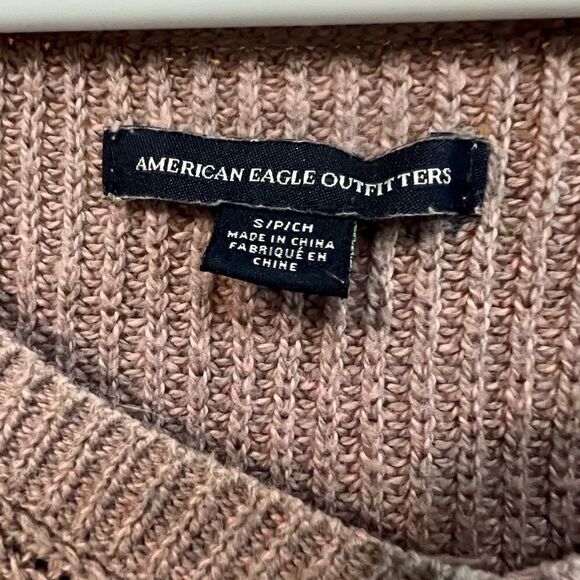 AMERICAN EAGLE OUTFITTERS
S/P/CH
MADE IN CHINA
FABRIQUÉ EN
CHINE